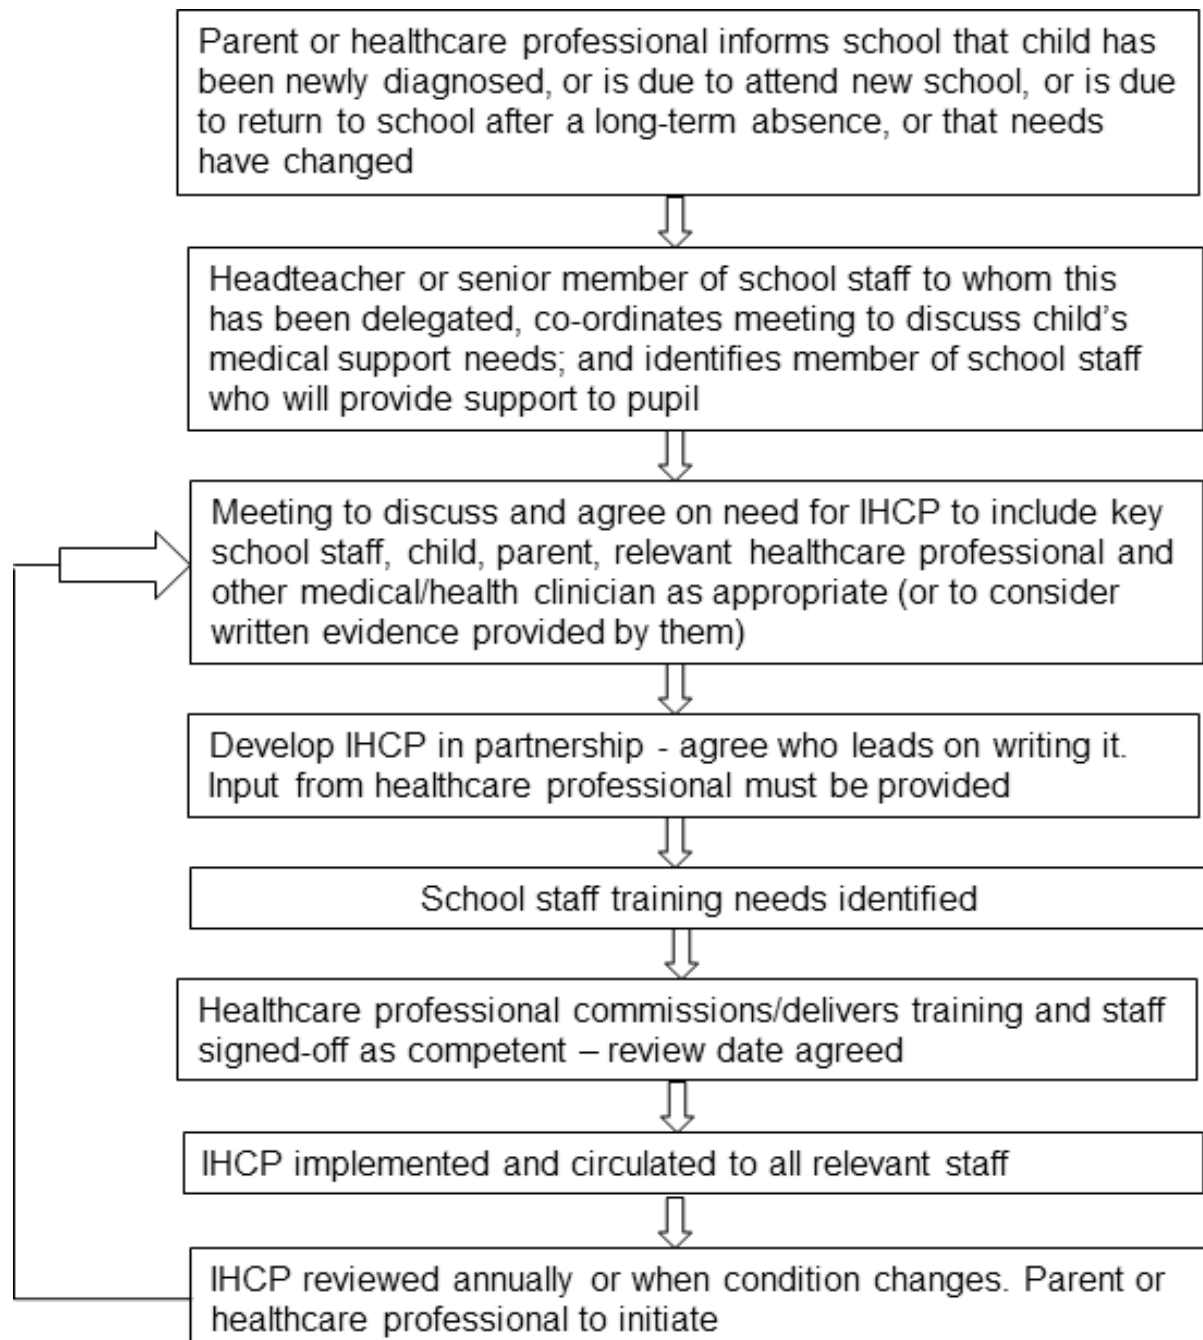 Parent or healthcare professional informs school that child has
been newly diagnosed, or is due to attend new school, or is due
to return to school after a long-term absence, or that needs
have changed
Headteacher or senior member of school staff to whom this
has been delegated, co-ordinates meeting to discuss child's
medical support needs; and identifies member of school staff
who will provide support to pupil
Meeting to discuss and agree on need for IHCP to include key
school staff, child, parent, relevant healthcare professional and
other medical/health clinician as appropriate (or to consider
written evidence provided by them)
Develop IHCP in partnership - agree who leads on writing it.
Input from healthcare professional must be provided
School staff training needs identified
Healthcare professional commissions/delivers training and staff
signed-off as competent – review date agreed
IHCP implemented and circulated to all relevant staff
IHCP reviewed annually or when condition changes. Parent or
healthcare professional to initiate